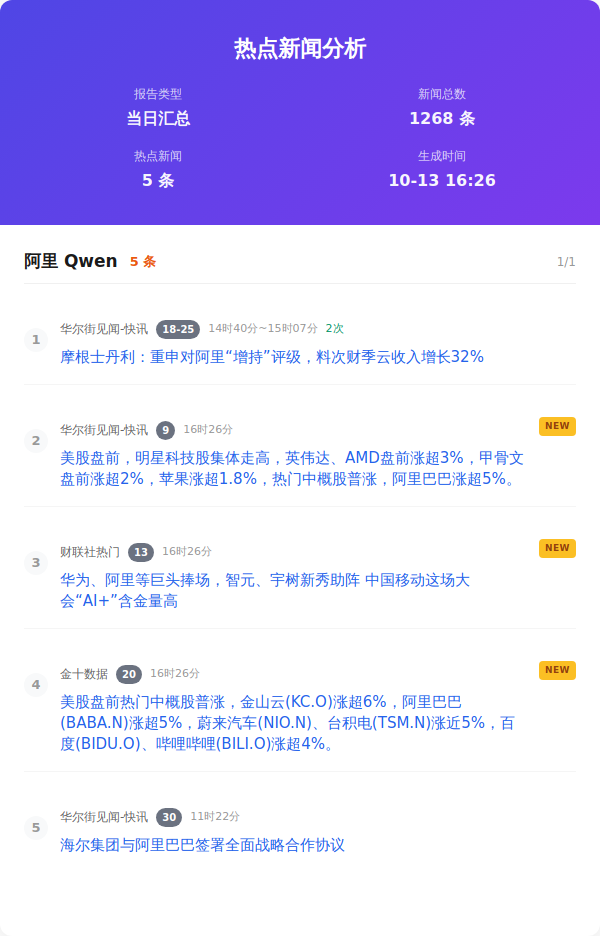 热点新闻分析
报告类型
新闻总数
当日汇总
1268 条
热点新闻
生成时间
5 条
10-13 16:26
阿里 Qwen 5 条 1/1
1 华尔街见闻-快讯 18-25 14时40分~15时07分 2次
摩根士丹利：重申对阿里“增持”评级，料次财季云收入增长32%
2 华尔街见闻-快讯 9 16时26分 NEW
美股盘前，明星科技股集体走高，英伟达、AMD盘前涨超3%，甲骨文
盘前涨超2%，苹果涨超1.8%，热门中概股普涨，阿里巴巴涨超5%。
3 财联社热门 13 16时26分 NEW
华为、阿里等巨头捧场，智元、宇树新秀助阵 中国移动这场大
会“AI+”含金量高
4 金十数据 20 16时26分 NEW
美股盘前热门中概股普涨，金山云(KC.O)涨超6%，阿里巴巴
(BABA.N)涨超5%，蔚来汽车(NIO.N)、台积电(TSM.N)涨近5%，百
度(BIDU.O)、哔哩哔哩(BILI.O)涨超4%。
5 华尔街见闻-快讯 30 11时22分
海尔集团与阿里巴巴签署全面战略合作协议